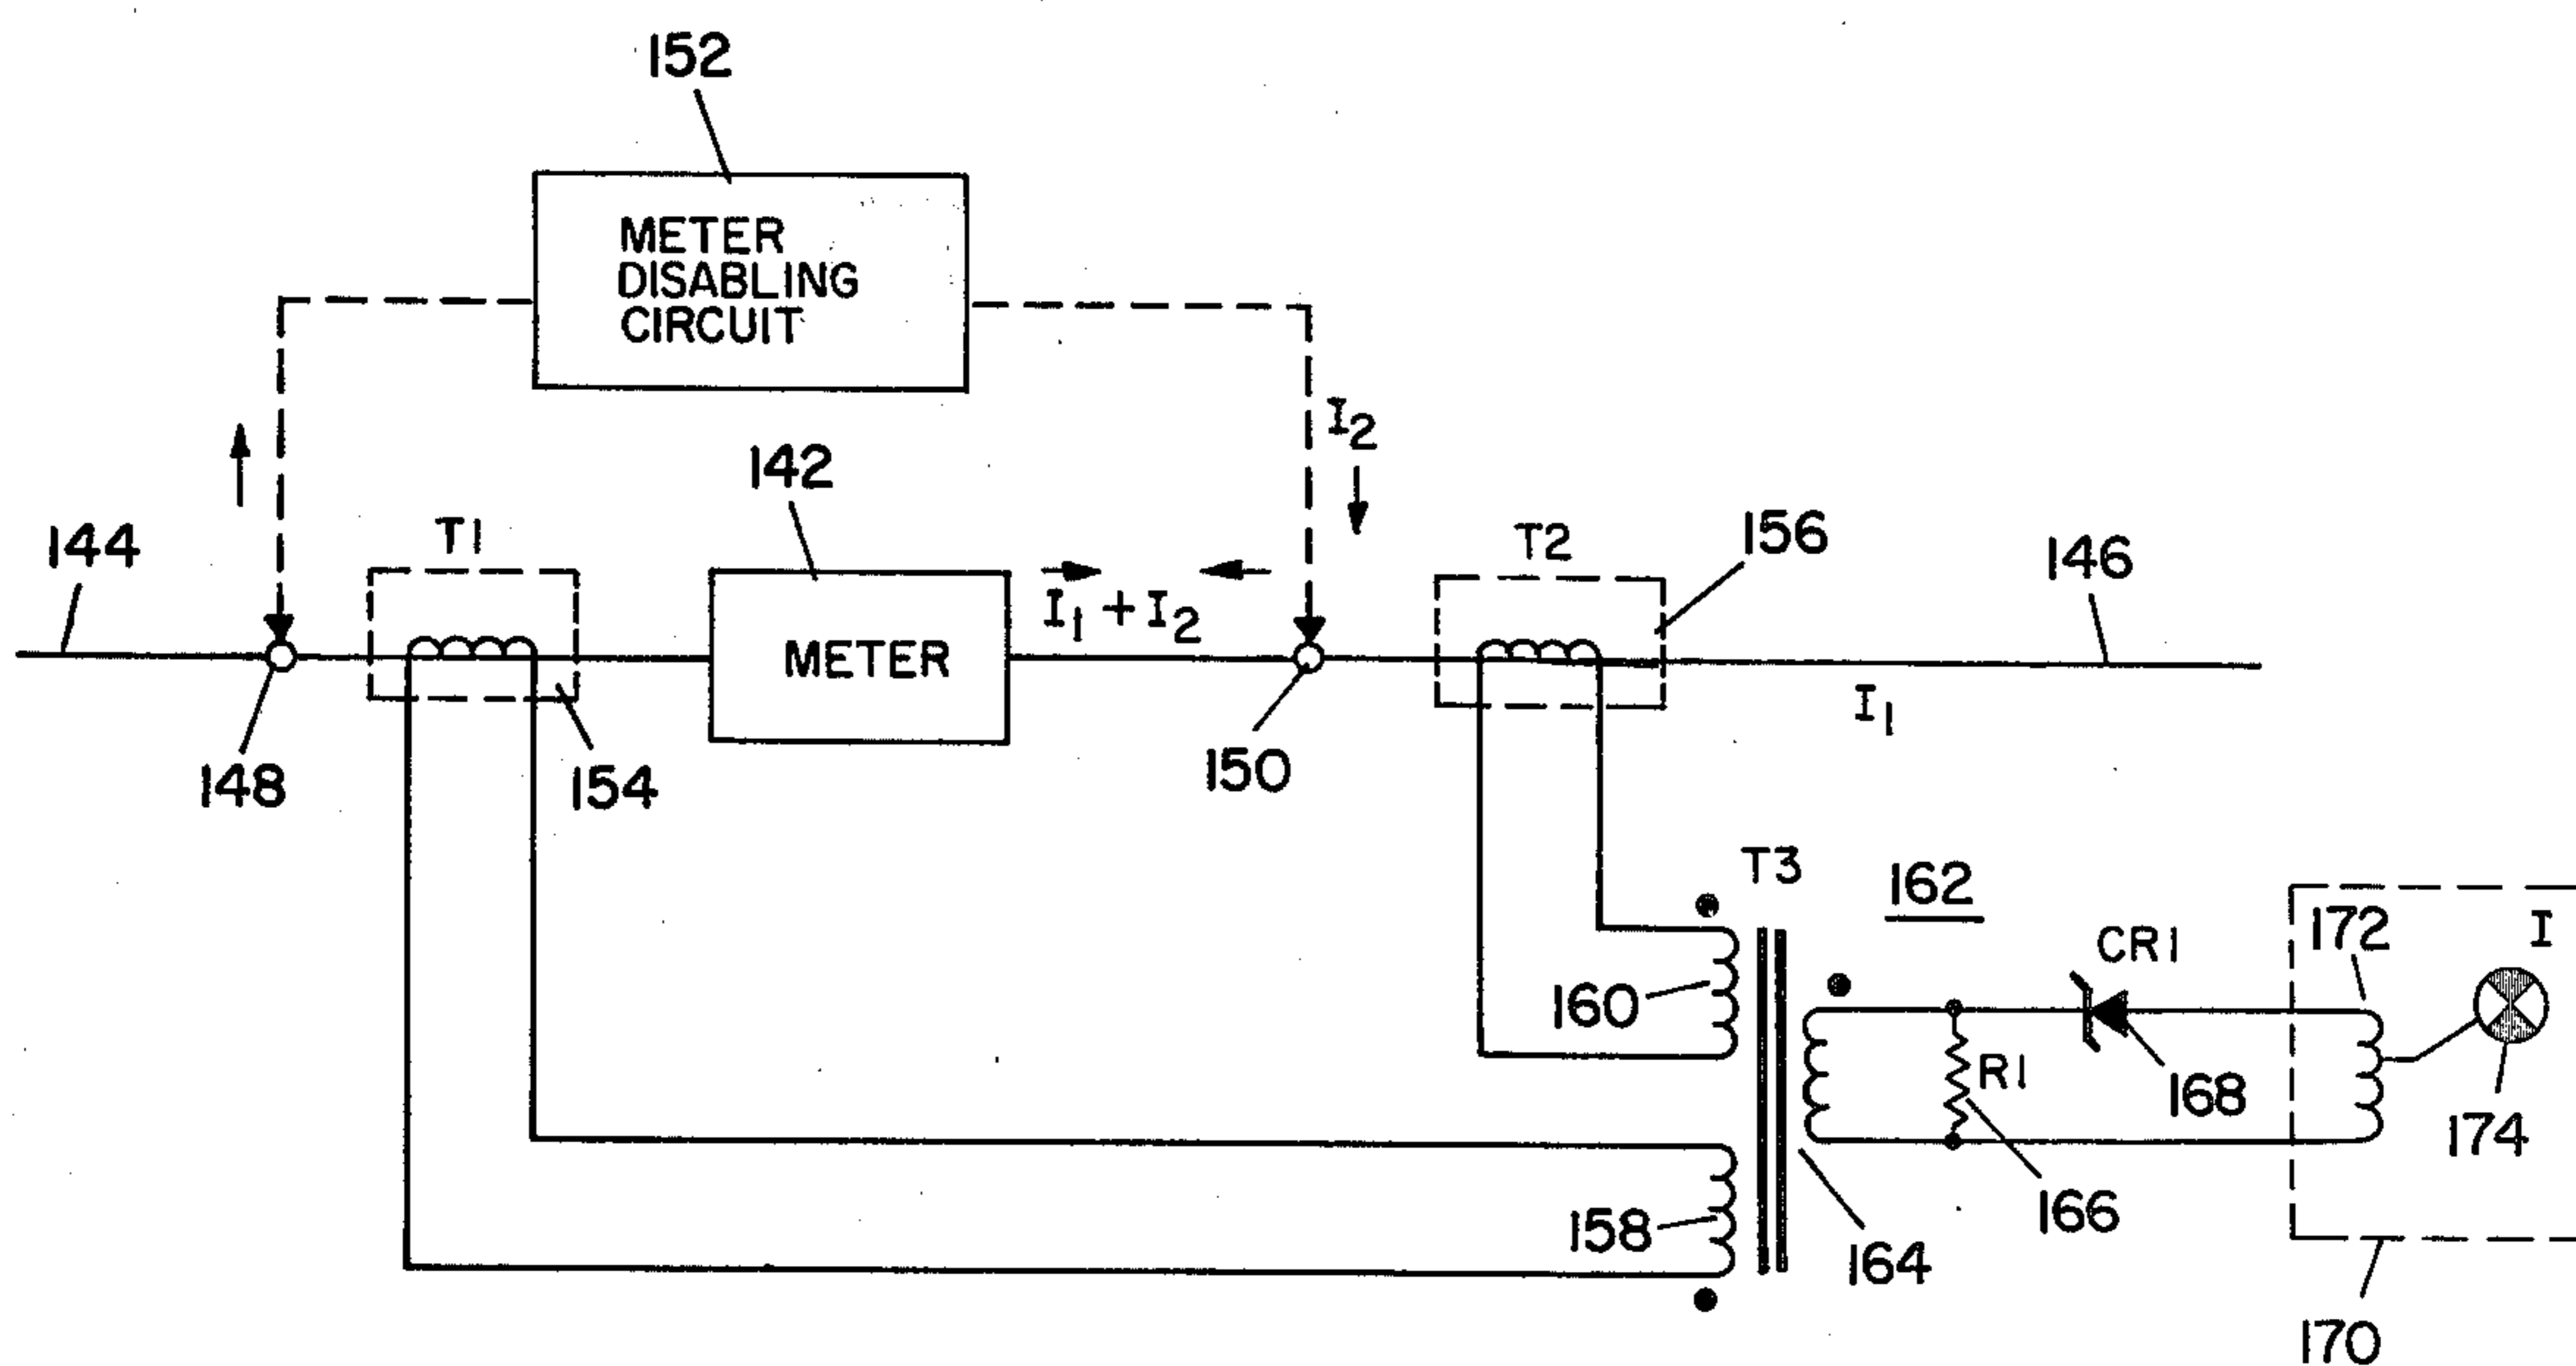 152
METER
DISABLING
CIRCUIT
I2
142
144
T1
T2
156
146
I1 + I2
METER
I1
148
154
150
T3
162
172
I
CR1
160
R1
168
174
158
166
164
170